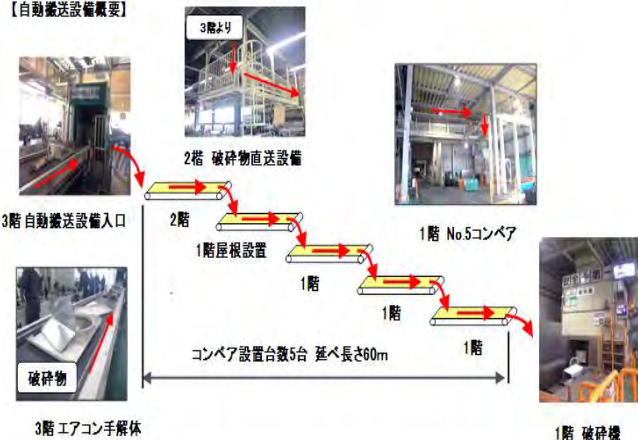 【自動搬送設備概要】
3階より
2階 破砕物直送設備
3階 自動搬送設備入口
2階
1階屋根設置
1階
1階
1階
1階 No.5コンベア
コンベア設置台数5台 延べ長さ60m
破砕物
3階 エアコン手解体
1階 破砕機